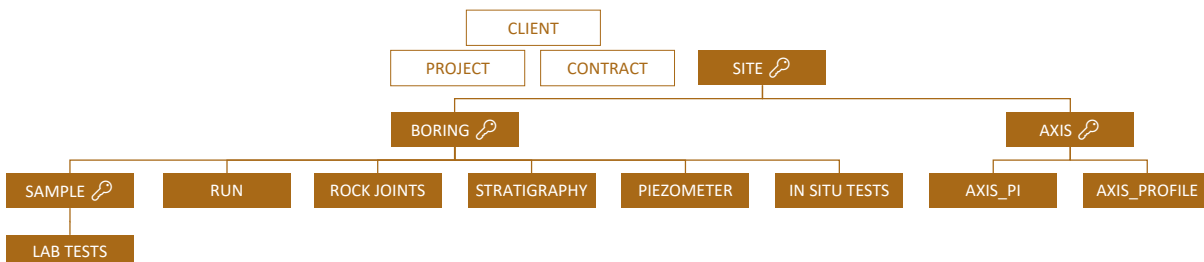 CLIENT
PROJECT
CONTRACT
SITE
BORING
AXIS
SAMPLE
RUN
ROCK JOINTS
STRATIGRAPHY
PIEZOMETER
IN SITU TESTS
AXIS_PI
AXIS_PROFILE
LAB TESTS